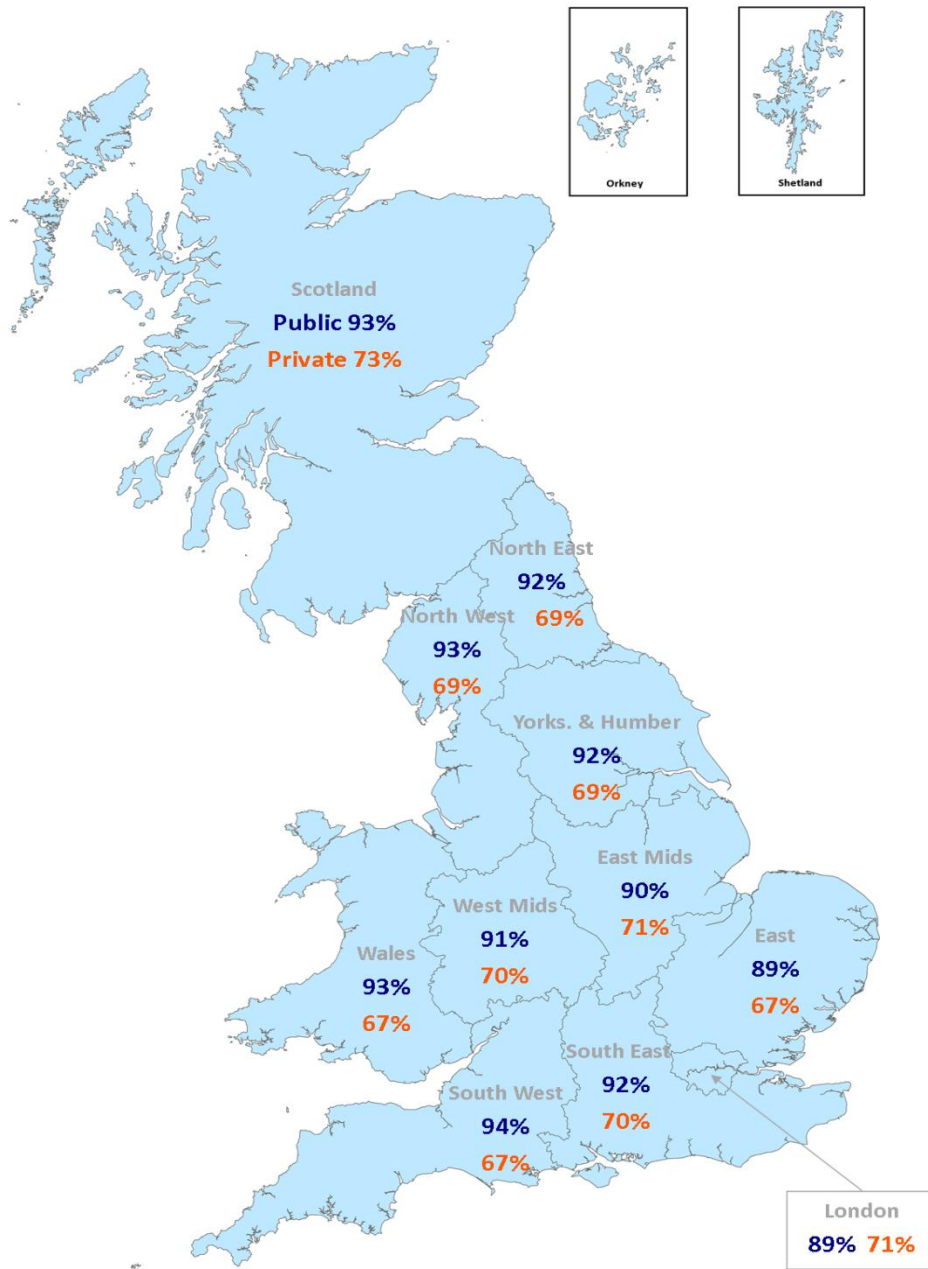 Orkney
Shetland
Scotland
Public 93%
Private 73%
North East
92%
69%
North West
93%
69%
Yorks. & Humber
92%
69%
East Mids
90%
71%
West Mids
91%
70%
East
89%
67%
Wales
93%
67%
South East
92%
70%
South West
94%
67%
London
89% 71%